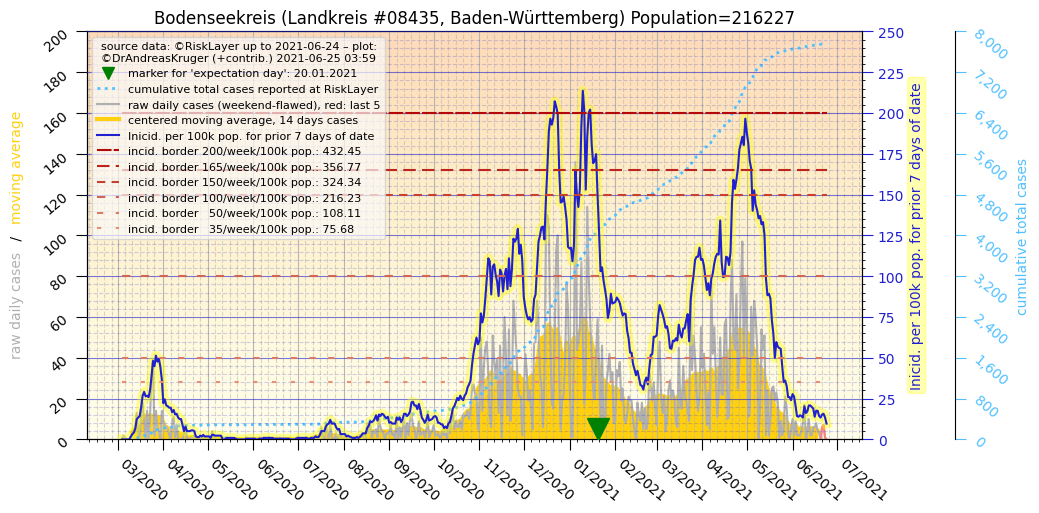 Bodenseekreis (Landkreis #08435, Baden-Württemberg) Population=216227
source data: ©RiskLayer up to 2021-06-24 – plot:
©DrAndreasKruger (+contrib.) 2021-06-25 03:59
marker for 'expectation day': 20.01.2021
cumulative total cases reported at RiskLayer
raw daily cases (weekend-flawed), red: last 5
centered moving average, 14 days cases
Inicid. per 100k pop. for prior 7 days of date
incid. border 200/week/100k pop.: 432.45
incid. border 165/week/100k pop.: 356.77
incid. border 150/week/100k pop.: 324.34
incid. border 100/week/100k pop.: 216.23
incid. border 50/week/100k pop.: 108.11
incid. border 35/week/100k pop.: 75.68
raw daily cases / moving average
200
180
160
140
120
100
80
60
40
20
0
250
225
200
175
150
125
100
75
50
25
0
Inicid. per 100k pop. for prior 7 days of date
8,000
7,200
6,400
5,600
4,800
4,000
3,200
2,400
1,600
800
0
cumulative total cases
03/2020
04/2020
05/2020
06/2020
07/2020
08/2020
09/2020
10/2020
11/2020
12/2020
01/2021
02/2021
03/2021
04/2021
05/2021
06/2021
07/2021